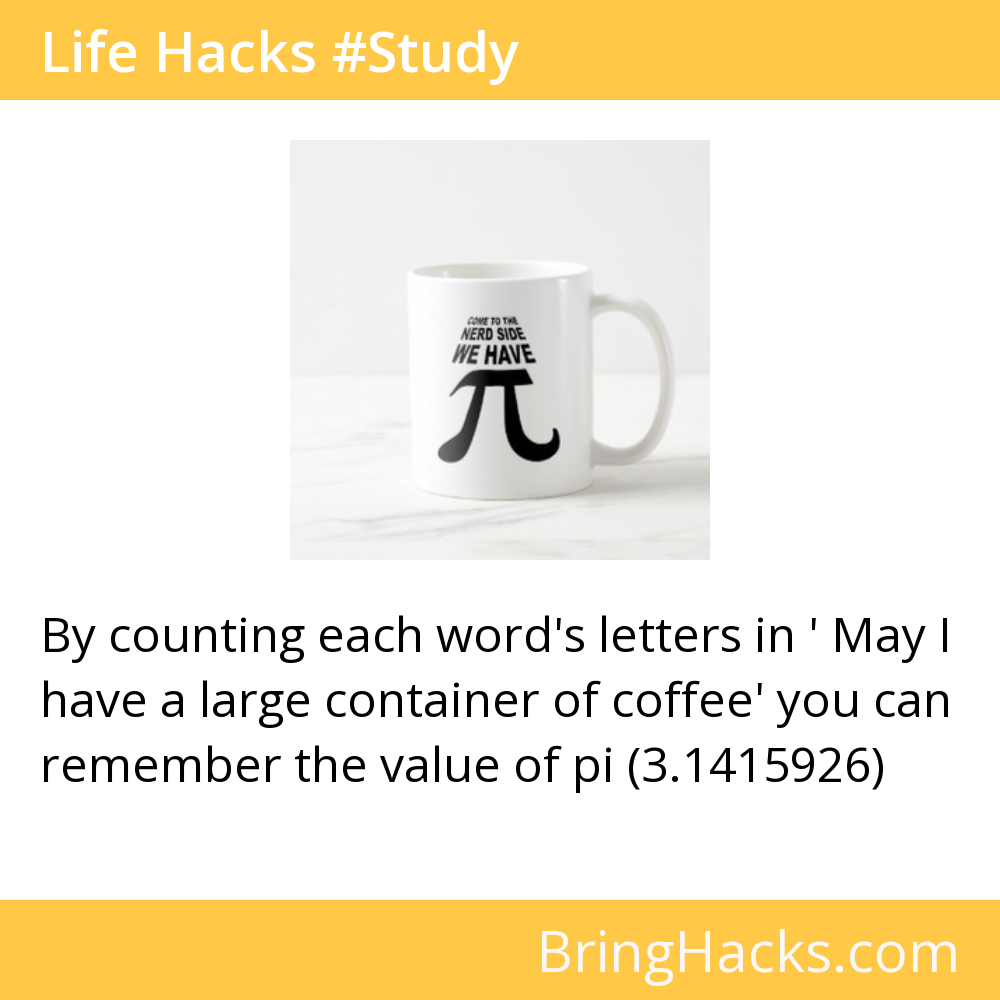 Life Hacks #Study
COME TO THE
NERD SIDE
WE HAVE
π
By counting each word's letters in ' May I
have a large container of coffee' you can
remember the value of pi (3.1415926)
BringHacks.com